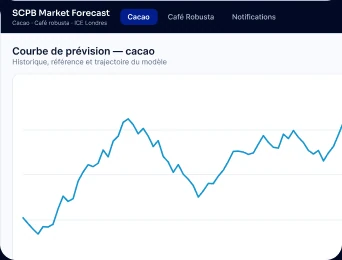 SCPB Market Forecast
Cacao · Café robusta · ICE Londres
Cacao
Café Robusta
Notifications
Courbe de prévision — cacao
Historique, référence et trajectoire du modèle